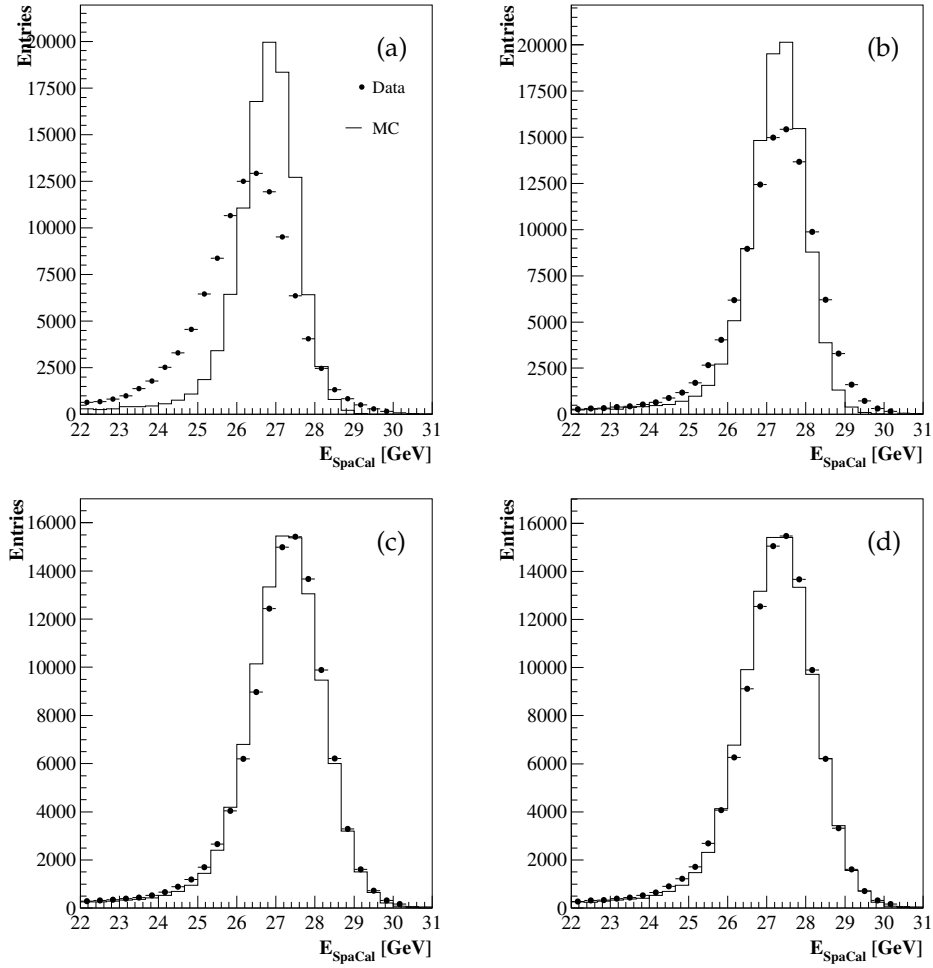 Entries
20000
17500
15000
12500
10000
7500
5000
2500
0
22 23 24 25 26 27 28 29 30 31
E_SpaCal [GeV]
(a)
Data
MC
Entries
20000
17500
15000
12500
10000
7500
5000
2500
0
22 23 24 25 26 27 28 29 30 31
E_SpaCal [GeV]
(b)
Entries
16000
14000
12000
10000
8000
6000
4000
2000
0
22 23 24 25 26 27 28 29 30 31
E_SpaCal [GeV]
(c)
Entries
16000
14000
12000
10000
8000
6000
4000
2000
0
22 23 24 25 26 27 28 29 30 31
E_SpaCal [GeV]
(d)